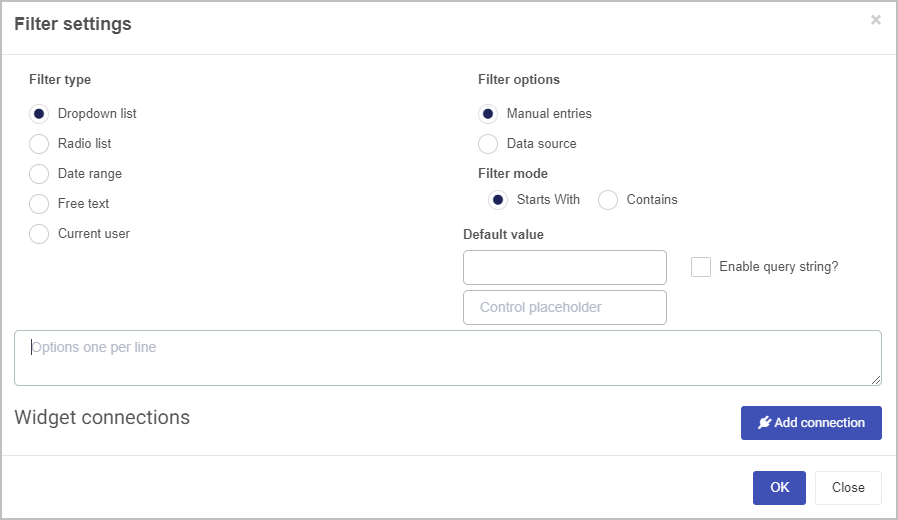 Filter settings
×
Filter type
Dropdown list
Radio list
Date range
Free text
Current user
Filter options
Manual entries
Data source
Filter mode
Starts With
Contains
Default value
Enable query string?
Control placeholder
Options one per line
Widget connections
Add connection
OK
Close